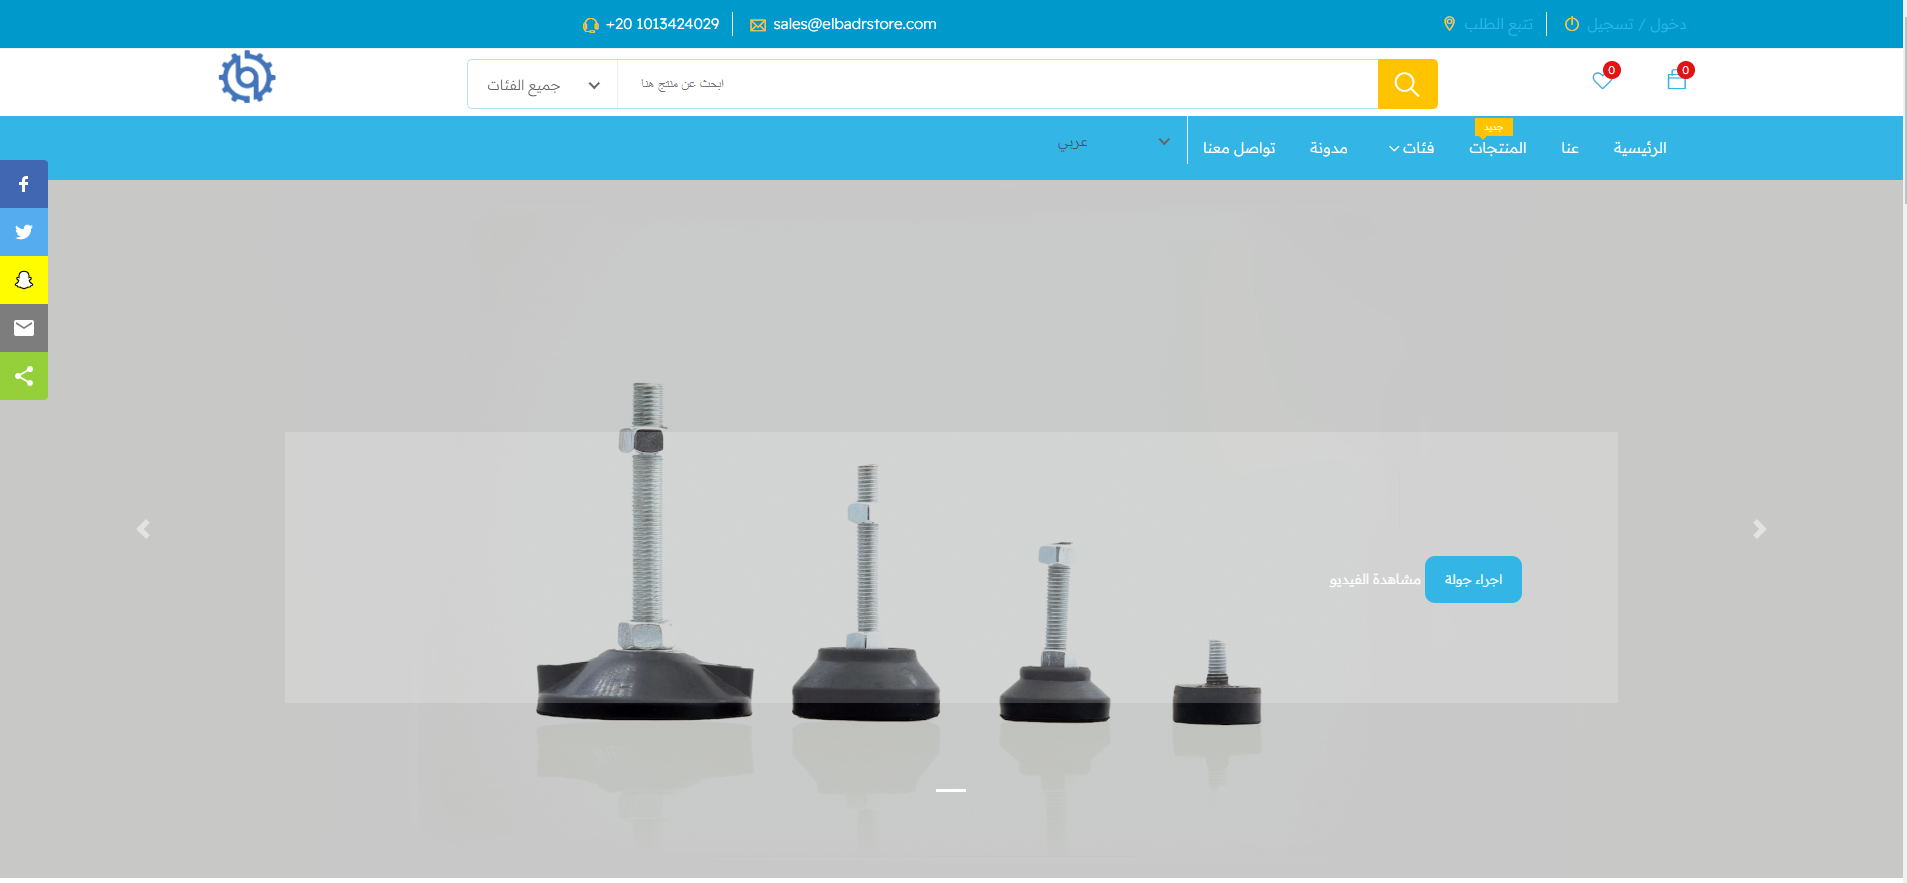 دخول / تسجيل
تتبع الطلب
sales@elbadrstore.com
+20 1013424029
0
0
ابحث عن منتج هنا
جميع الفئات
جديد
الرئيسية
عنا
المنتجات
فئات
مدونة
تواصل معنا
عربي
اجراء جولة
مشاهدة الفيديو